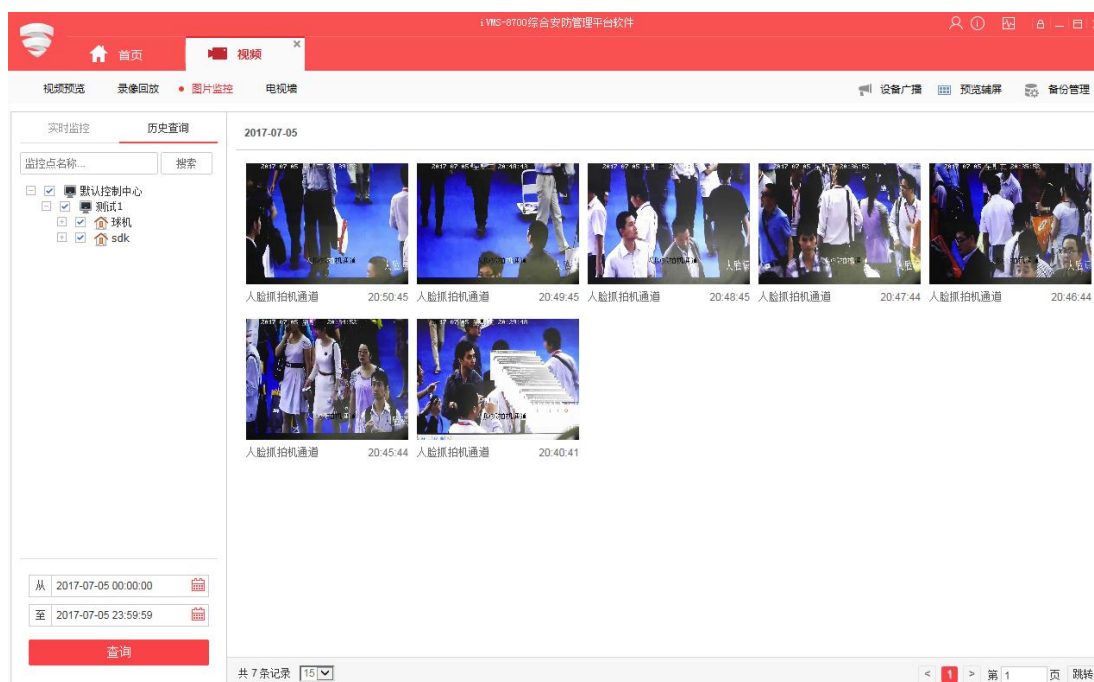 iVMS-8700综合安防管理平台软件
首页
视频
视频预览
录像回放
图片监控
电视墙
设备广播
预览辅屏
备份管理
实时监控
历史查询
2017-07-05
监控点名称...
搜索
默认控制中心
测试1
球机
sdk
人脸抓拍机通道 20:50:45
人脸抓拍机通道 20:49:45
人脸抓拍机通道 20:48:45
人脸抓拍机通道 20:47:44
人脸抓拍机通道 20:46:44
人脸抓拍机通道 20:45:44
人脸抓拍机通道 20:40:41
从 2017-07-05 00:00:00
至 2017-07-05 23:59:59
查询
共 7 条记录 15
< 1 > 第 1 页 跳转